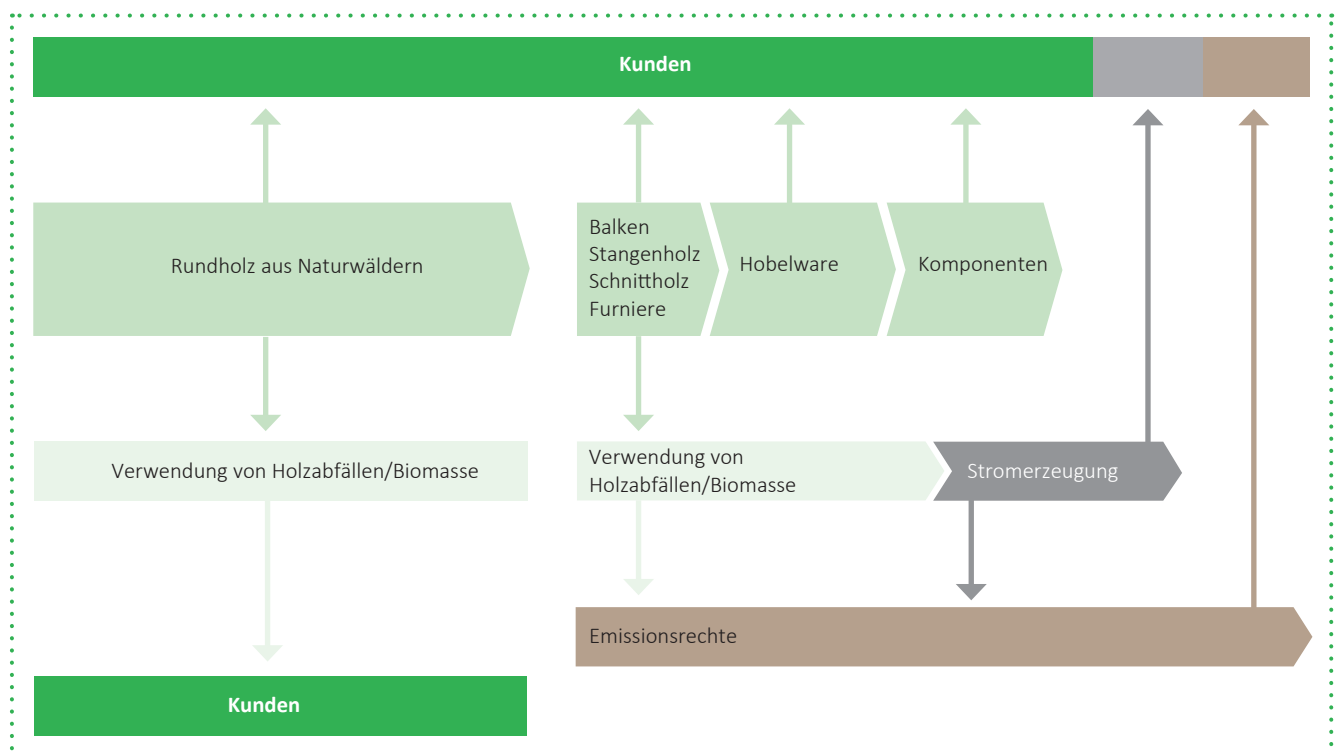 Kunden
Rundholz aus Naturwäldern
Balken
Stangenholz
Schnittholz
Furniere
Hobelware
Komponenten
Verwendung von Holzabfällen/Biomasse
Verwendung von
Holzabfällen/Biomasse
Stromerzeugung
Emissionsrechte
Kunden